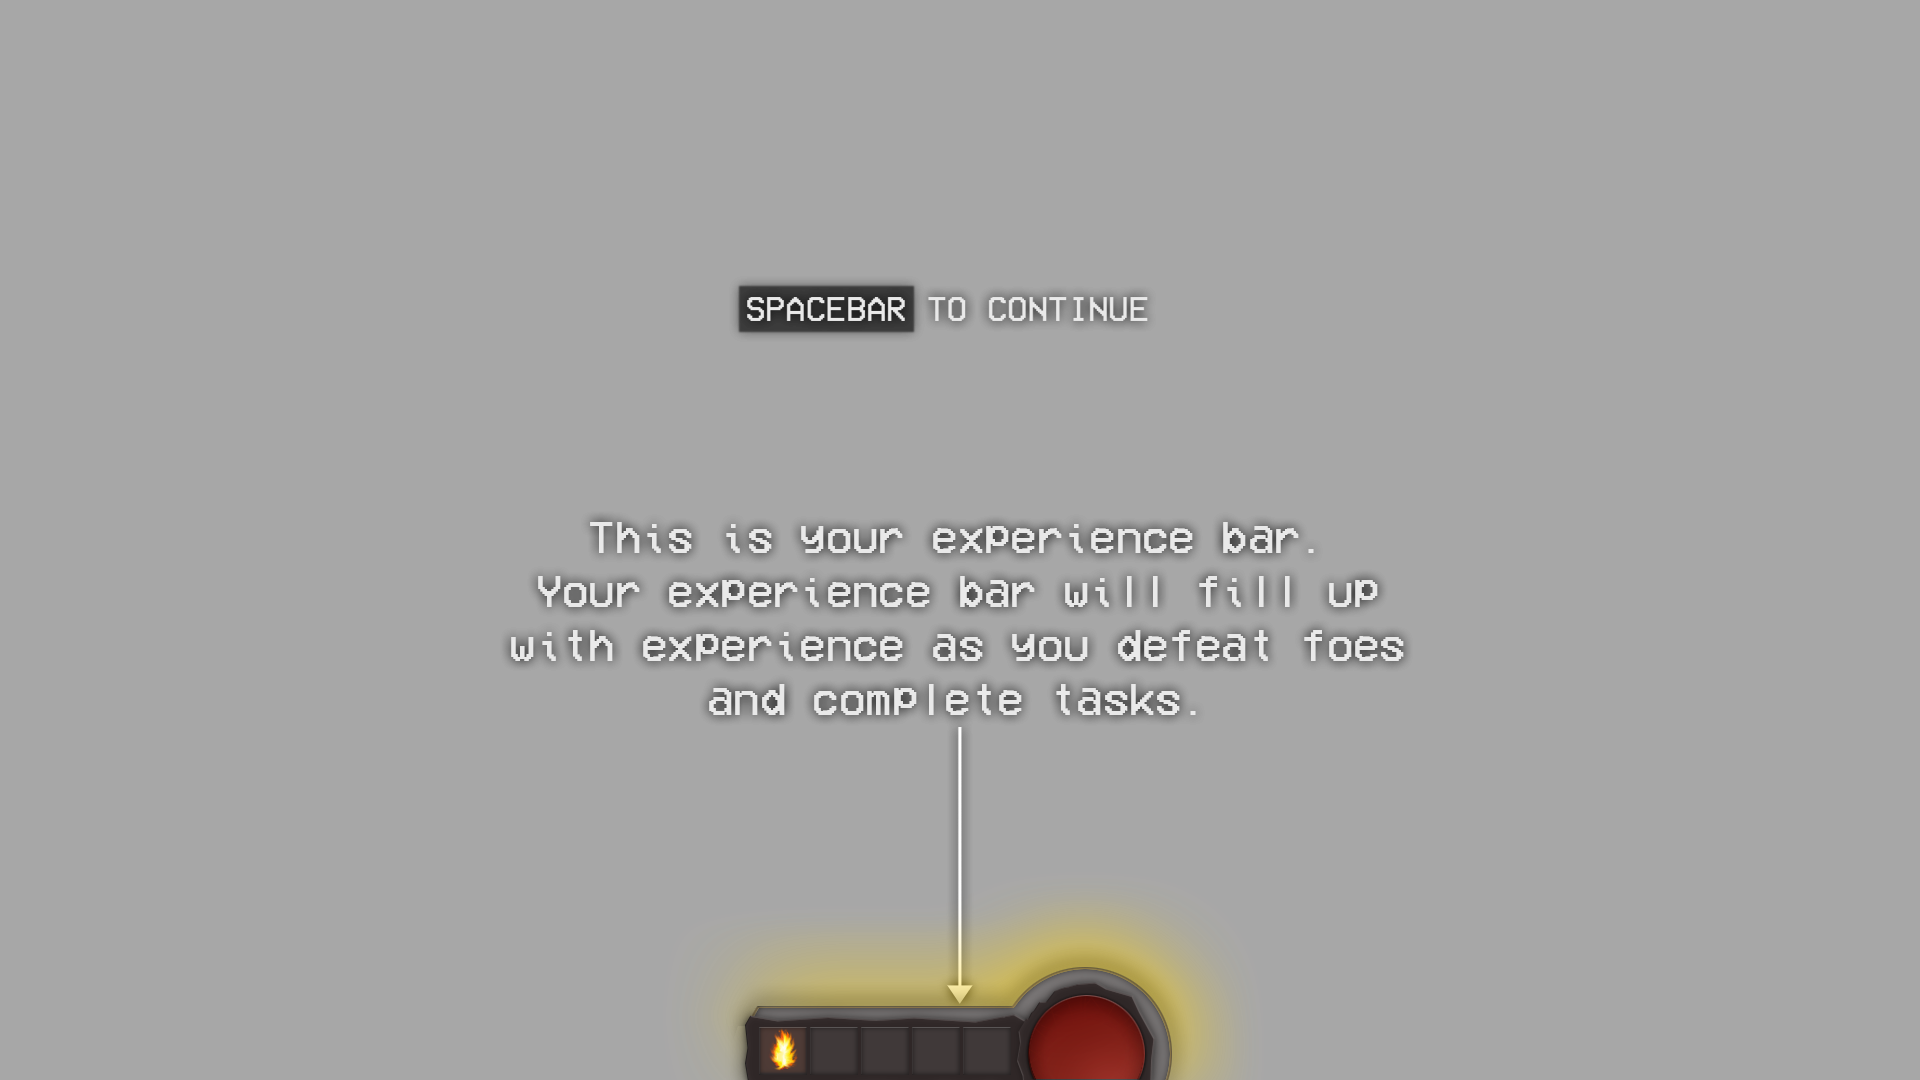 SPACEBAR TO CONTINUE
This is your experience bar.
Your experience bar will fill up
with experience as you defeat foes
and complete tasks.